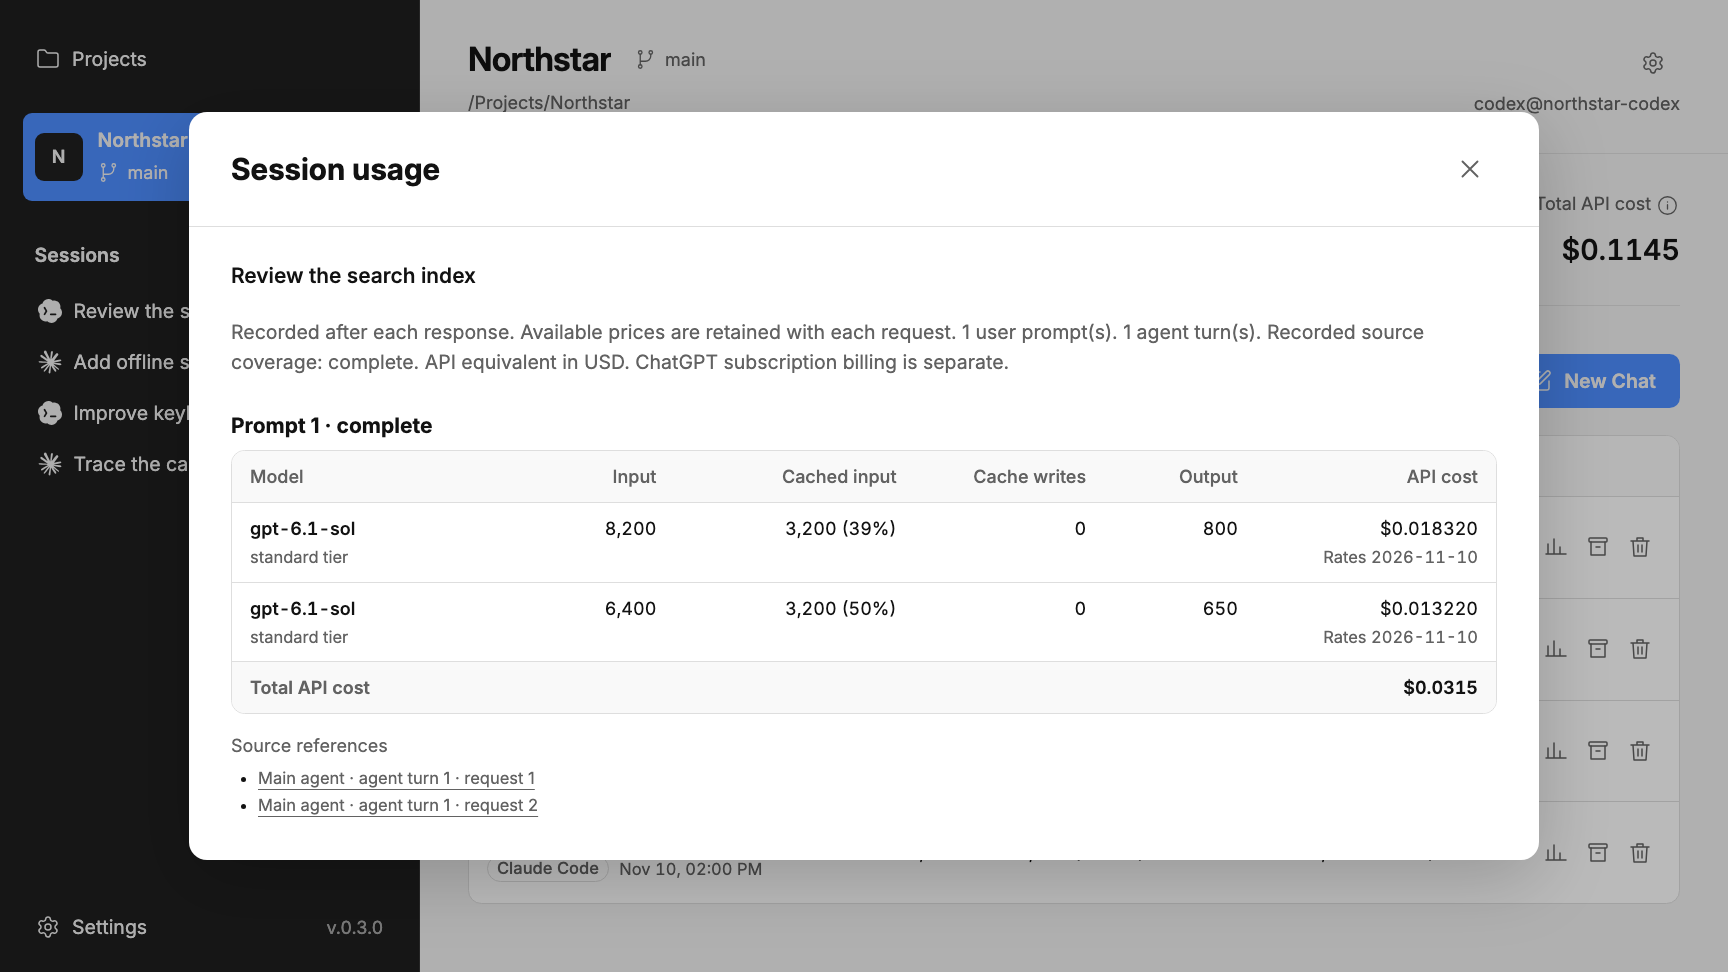 Projects
Northstar
main
/Projects/Northstar
codex@northstar-codex
N
Northstar
main
Session usage
Total API cost
$0.1145
Sessions
Review the s
Add offline s
Improve key
Trace the ca
Review the search index
Recorded after each response. Available prices are retained with each request. 1 user prompt(s). 1 agent turn(s). Recorded source
coverage: complete. API equivalent in USD. ChatGPT subscription billing is separate.
New Chat
Prompt 1 · complete
Model Input Cached input Cache writes Output API cost
gpt-6.1-sol 8,200 3,200 (39%) 0 800 $0.018320
standard tier Rates 2026-11-10
gpt-6.1-sol 6,400 3,200 (50%) 0 650 $0.013220
standard tier Rates 2026-11-10
Total API cost $0.0315
Source references
Main agent · agent turn 1 · request 1
Main agent · agent turn 1 · request 2
Claude Code Nov 10, 02:00 PM
Settings v.0.3.0